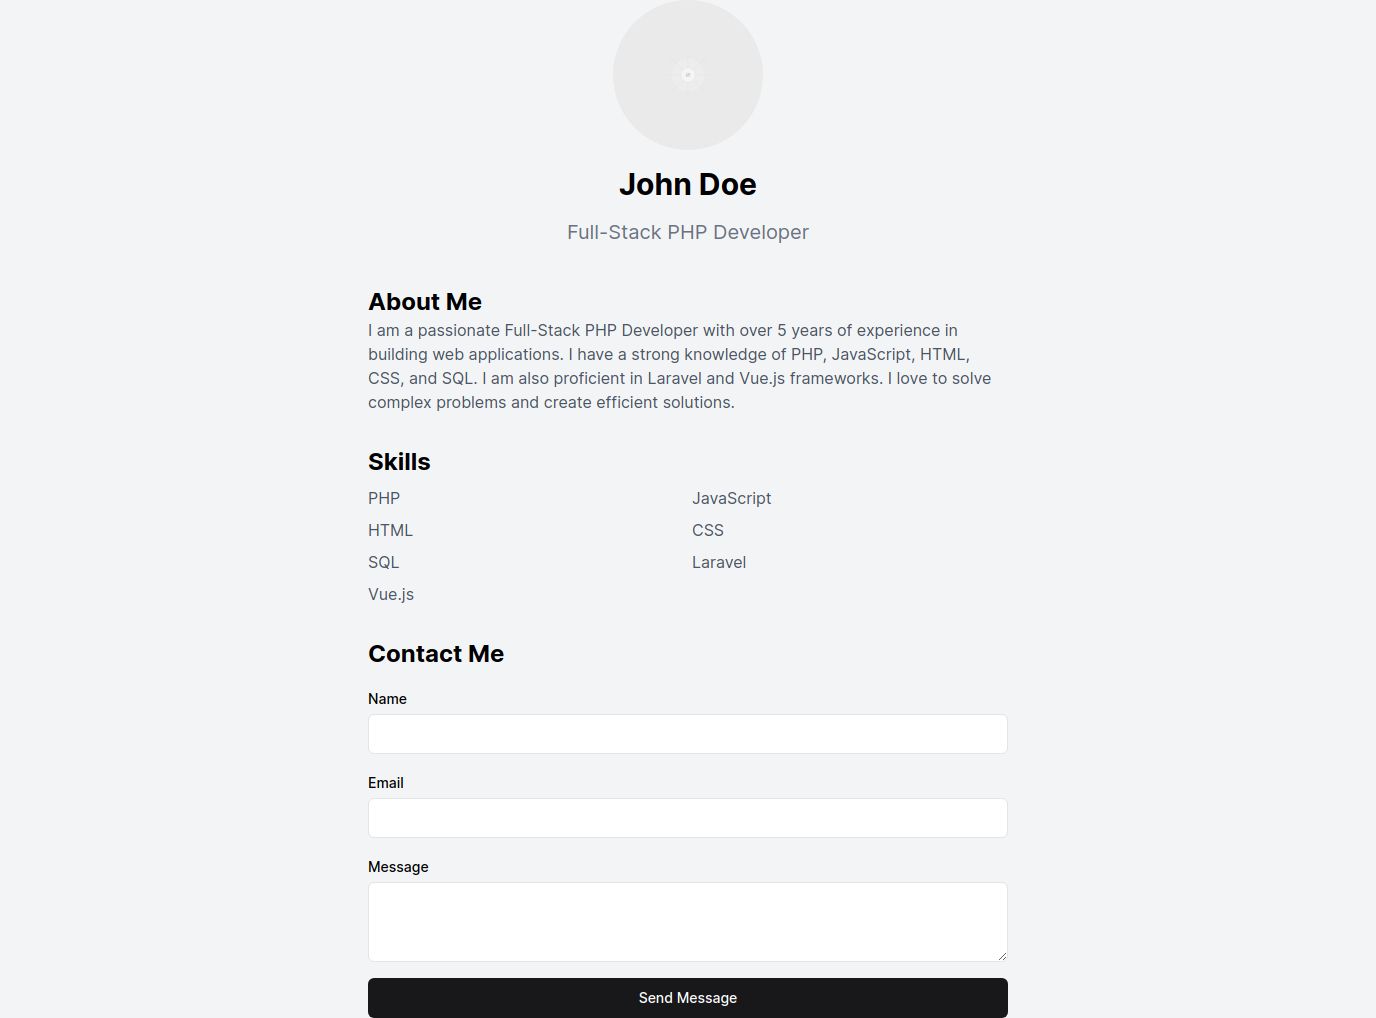 John Doe
Full-Stack PHP Developer
About Me
I am a passionate Full-Stack PHP Developer with over 5 years of experience in
building web applications. I have a strong knowledge of PHP, JavaScript, HTML,
CSS, and SQL. I am also proficient in Laravel and Vue.js frameworks. I love to solve
complex problems and create efficient solutions.
Skills
PHP JavaScript
HTML CSS
SQL Laravel
Vue.js
Contact Me
Name
Email
Message
Send Message